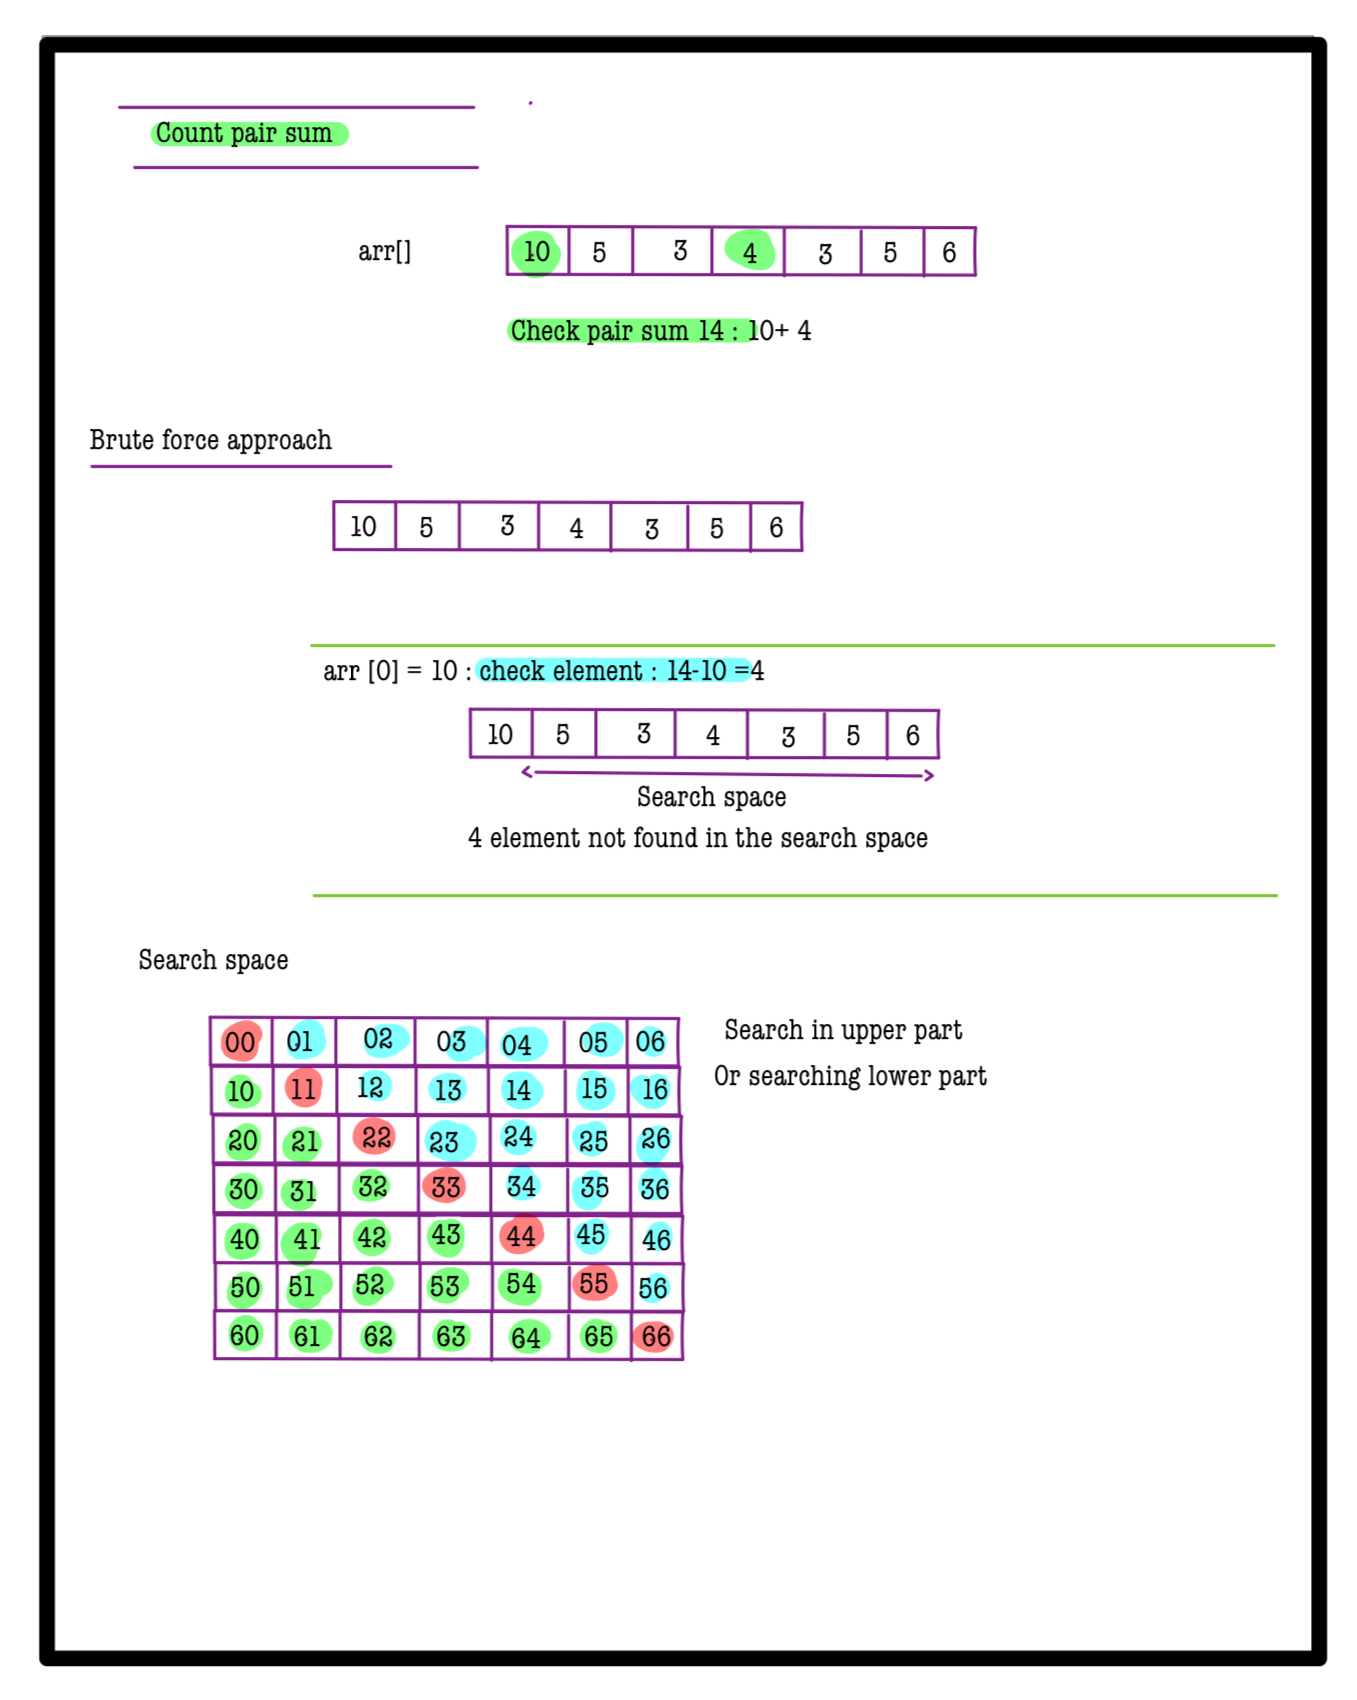 Count pair sum
arr[] 10 5 3 4 3 5 6
Check pair sum 14 : 10+ 4
Brute force approach
10 5 3 4 3 5 6
arr [0] = 10 : check element : 14-10 =4
10 5 3 4 3 5 6
Search space
4 element not found in the search space
Search space
00 01 02 03 04 05 06
10 11 12 13 14 15 16
20 21 22 23 24 25 26
30 31 32 33 34 35 36
40 41 42 43 44 45 46
50 51 52 53 54 55 56
60 61 62 63 64 65 66
Search in upper part
Or searching lower part